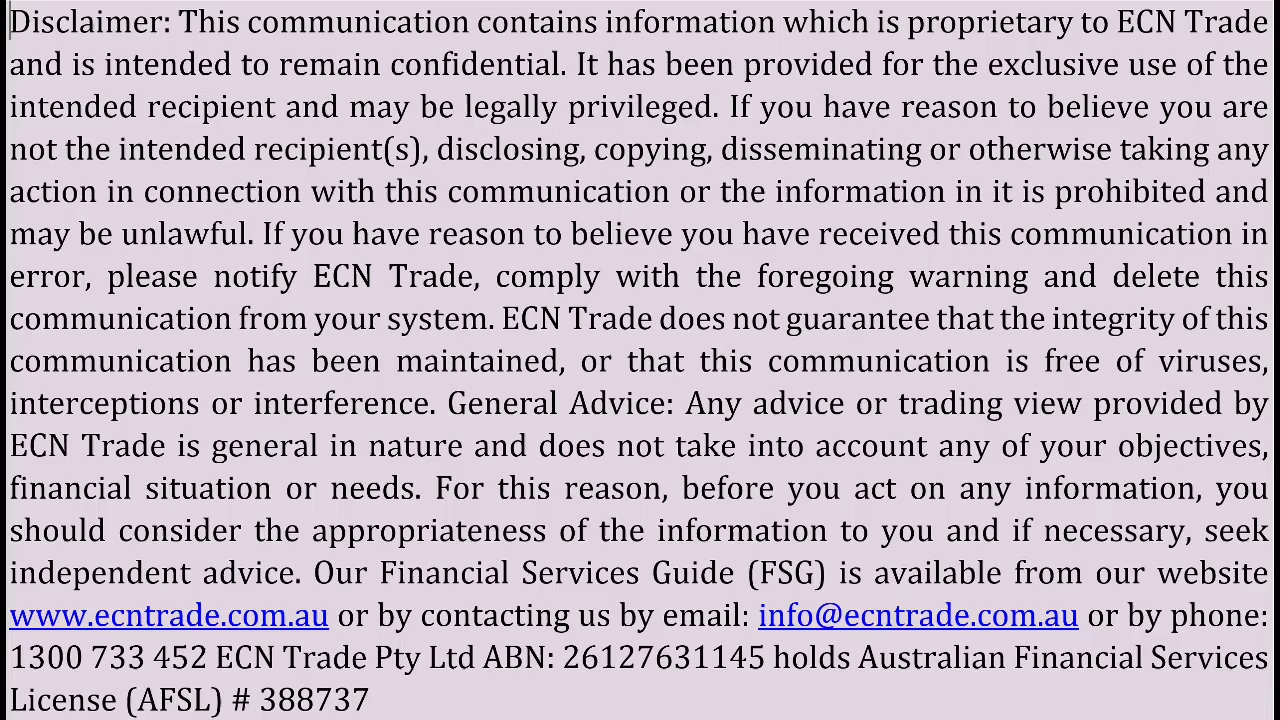 Disclaimer: This communication contains information which is proprietary to ECN Trade
and is intended to remain confidential. It has been provided for the exclusive use of the
intended recipient and may be legally privileged. If you have reason to believe you are
not the intended recipient(s), disclosing, copying, disseminating or otherwise taking any
action in connection with this communication or the information in it is prohibited and
may be unlawful. If you have reason to believe you have received this communication in
error, please notify ECN Trade, comply with the foregoing warning and delete this
communication from your system. ECN Trade does not guarantee that the integrity of this
communication has been maintained, or that this communication is free of viruses,
interceptions or interference. General Advice: Any advice or trading view provided by
ECN Trade is general in nature and does not take into account any of your objectives,
financial situation or needs. For this reason, before you act on any information, you
should consider the appropriateness of the information to you and if necessary, seek
independent advice. Our Financial Services Guide (FSG) is available from our website
www.ecntrade.com.au or by contacting us by email: info@ecntrade.com.au or by phone:
1300 733 452 ECN Trade Pty Ltd ABN: 26127631145 holds Australian Financial Services
License (AFSL) # 388737